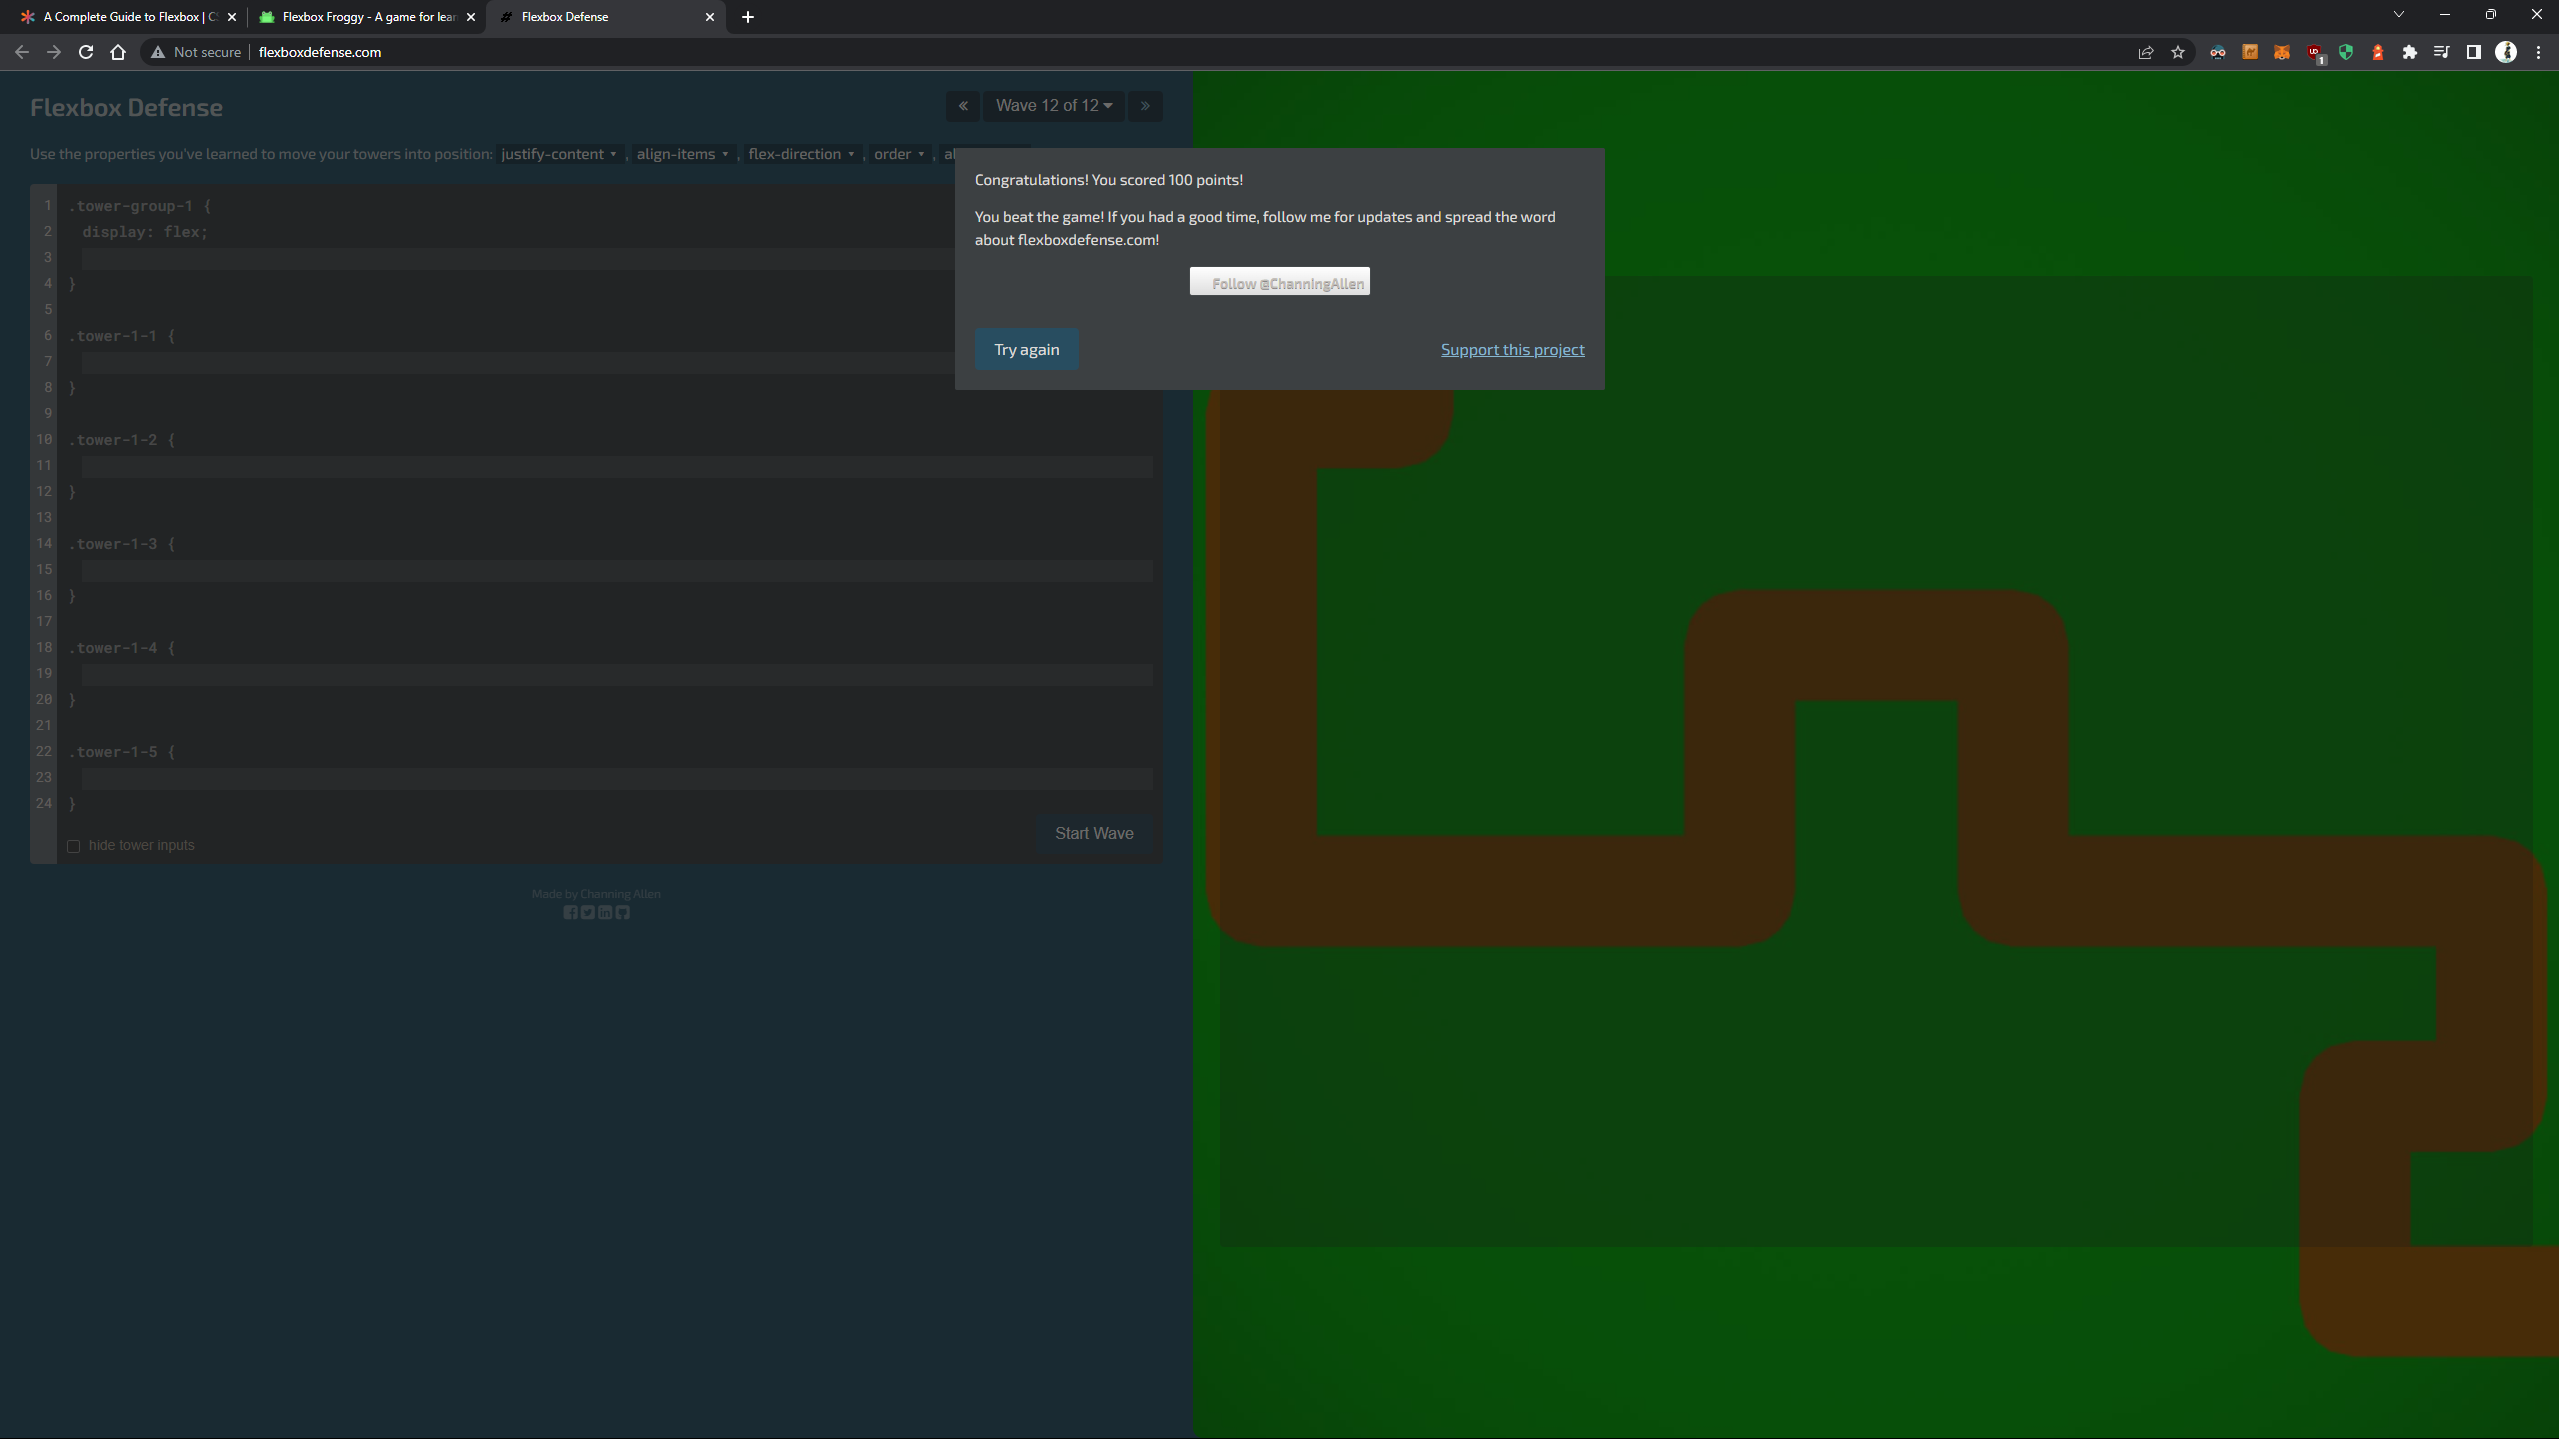 A Complete Guide to Flexbox | CS
Flexbox Froggy - A game for lear
Flexbox Defense
Not secure
flexboxdefense.com
1
Flexbox Defense
Wave 12 of 12
Use the properties you've learned to move your towers into position: justify-content , align-items , flex-direction , order , al
Congratulations! You scored 100 points!
You beat the game! If you had a good time, follow me for updates and spread the word
about flexboxdefense.com!
Follow @ChanningAllen
Try again
Support this project
1 .tower-group-1 {
2 display: flex;
3
4 }
5
6 .tower-1-1 {
7
8 }
9
10 .tower-1-2 {
11
12 }
13
14 .tower-1-3 {
15
16 }
17
18 .tower-1-4 {
19
20 }
21
22 .tower-1-5 {
23
24 }
Start Wave
hide tower inputs
Made by Channing Allen